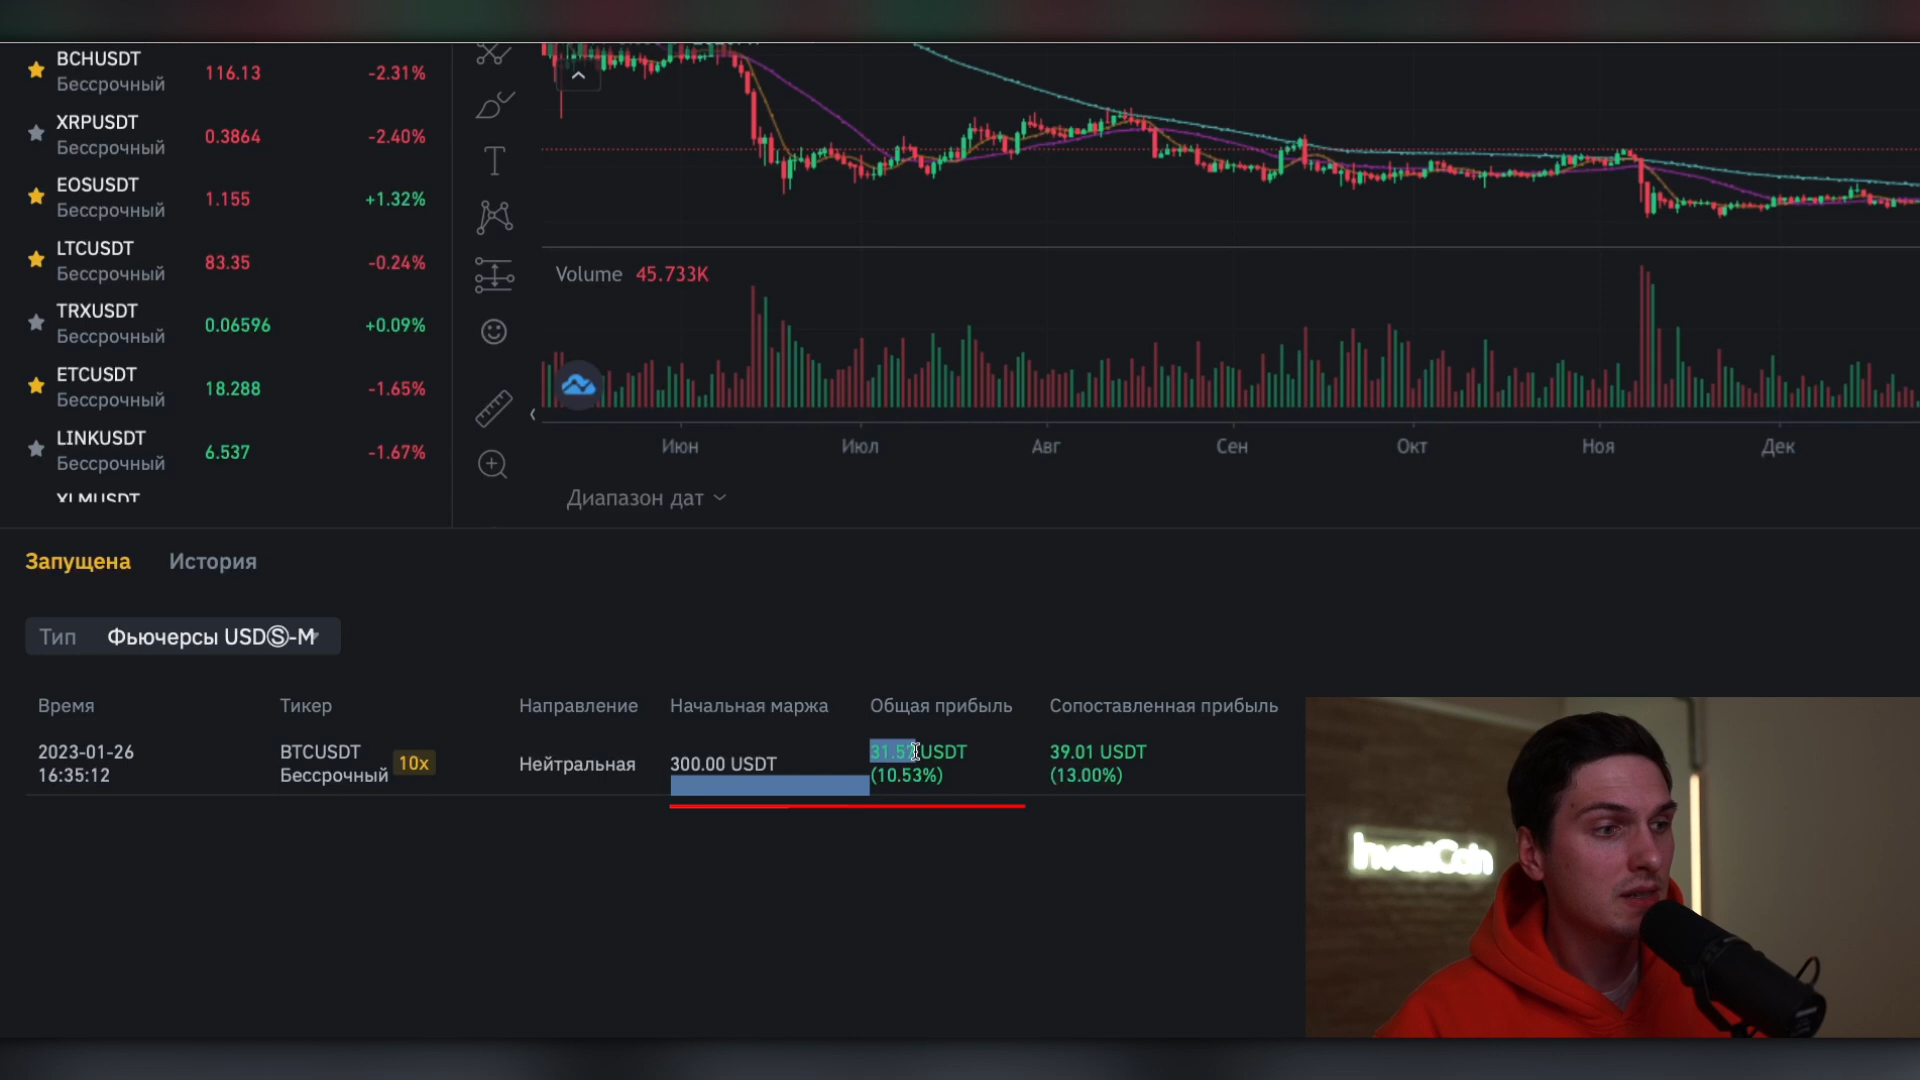 BCHUSDT
Бессрочный
116.13
-2.31%
XRPUSDT
Бессрочный
0.3864
-2.40%
EOSUSDT
Бессрочный
1.155
+1.32%
LTCUSDT
Бессрочный
83.35
-0.24%
TRXUSDT
Бессрочный
0.06596
+0.09%
ETCUSDT
Бессрочный
18.288
-1.65%
LINKUSDT
Бессрочный
6.537
-1.67%
XLMUSDT
Volume 45.733K
Июн Июл Авг Сен Окт Ноя Дек
Диапазон дат
Запущена История
Тип Фьючерсы USDⓈ-M
Время Тикер Направление Начальная маржа Общая прибыль Сопоставленная прибыль
2023-01-26
16:35:12
BTCUSDT
Бессрочный
10x
Нейтральная
300.00 USDT
USDT
(10.53%)
39.01 USDT
(13.00%)
InvestCoin